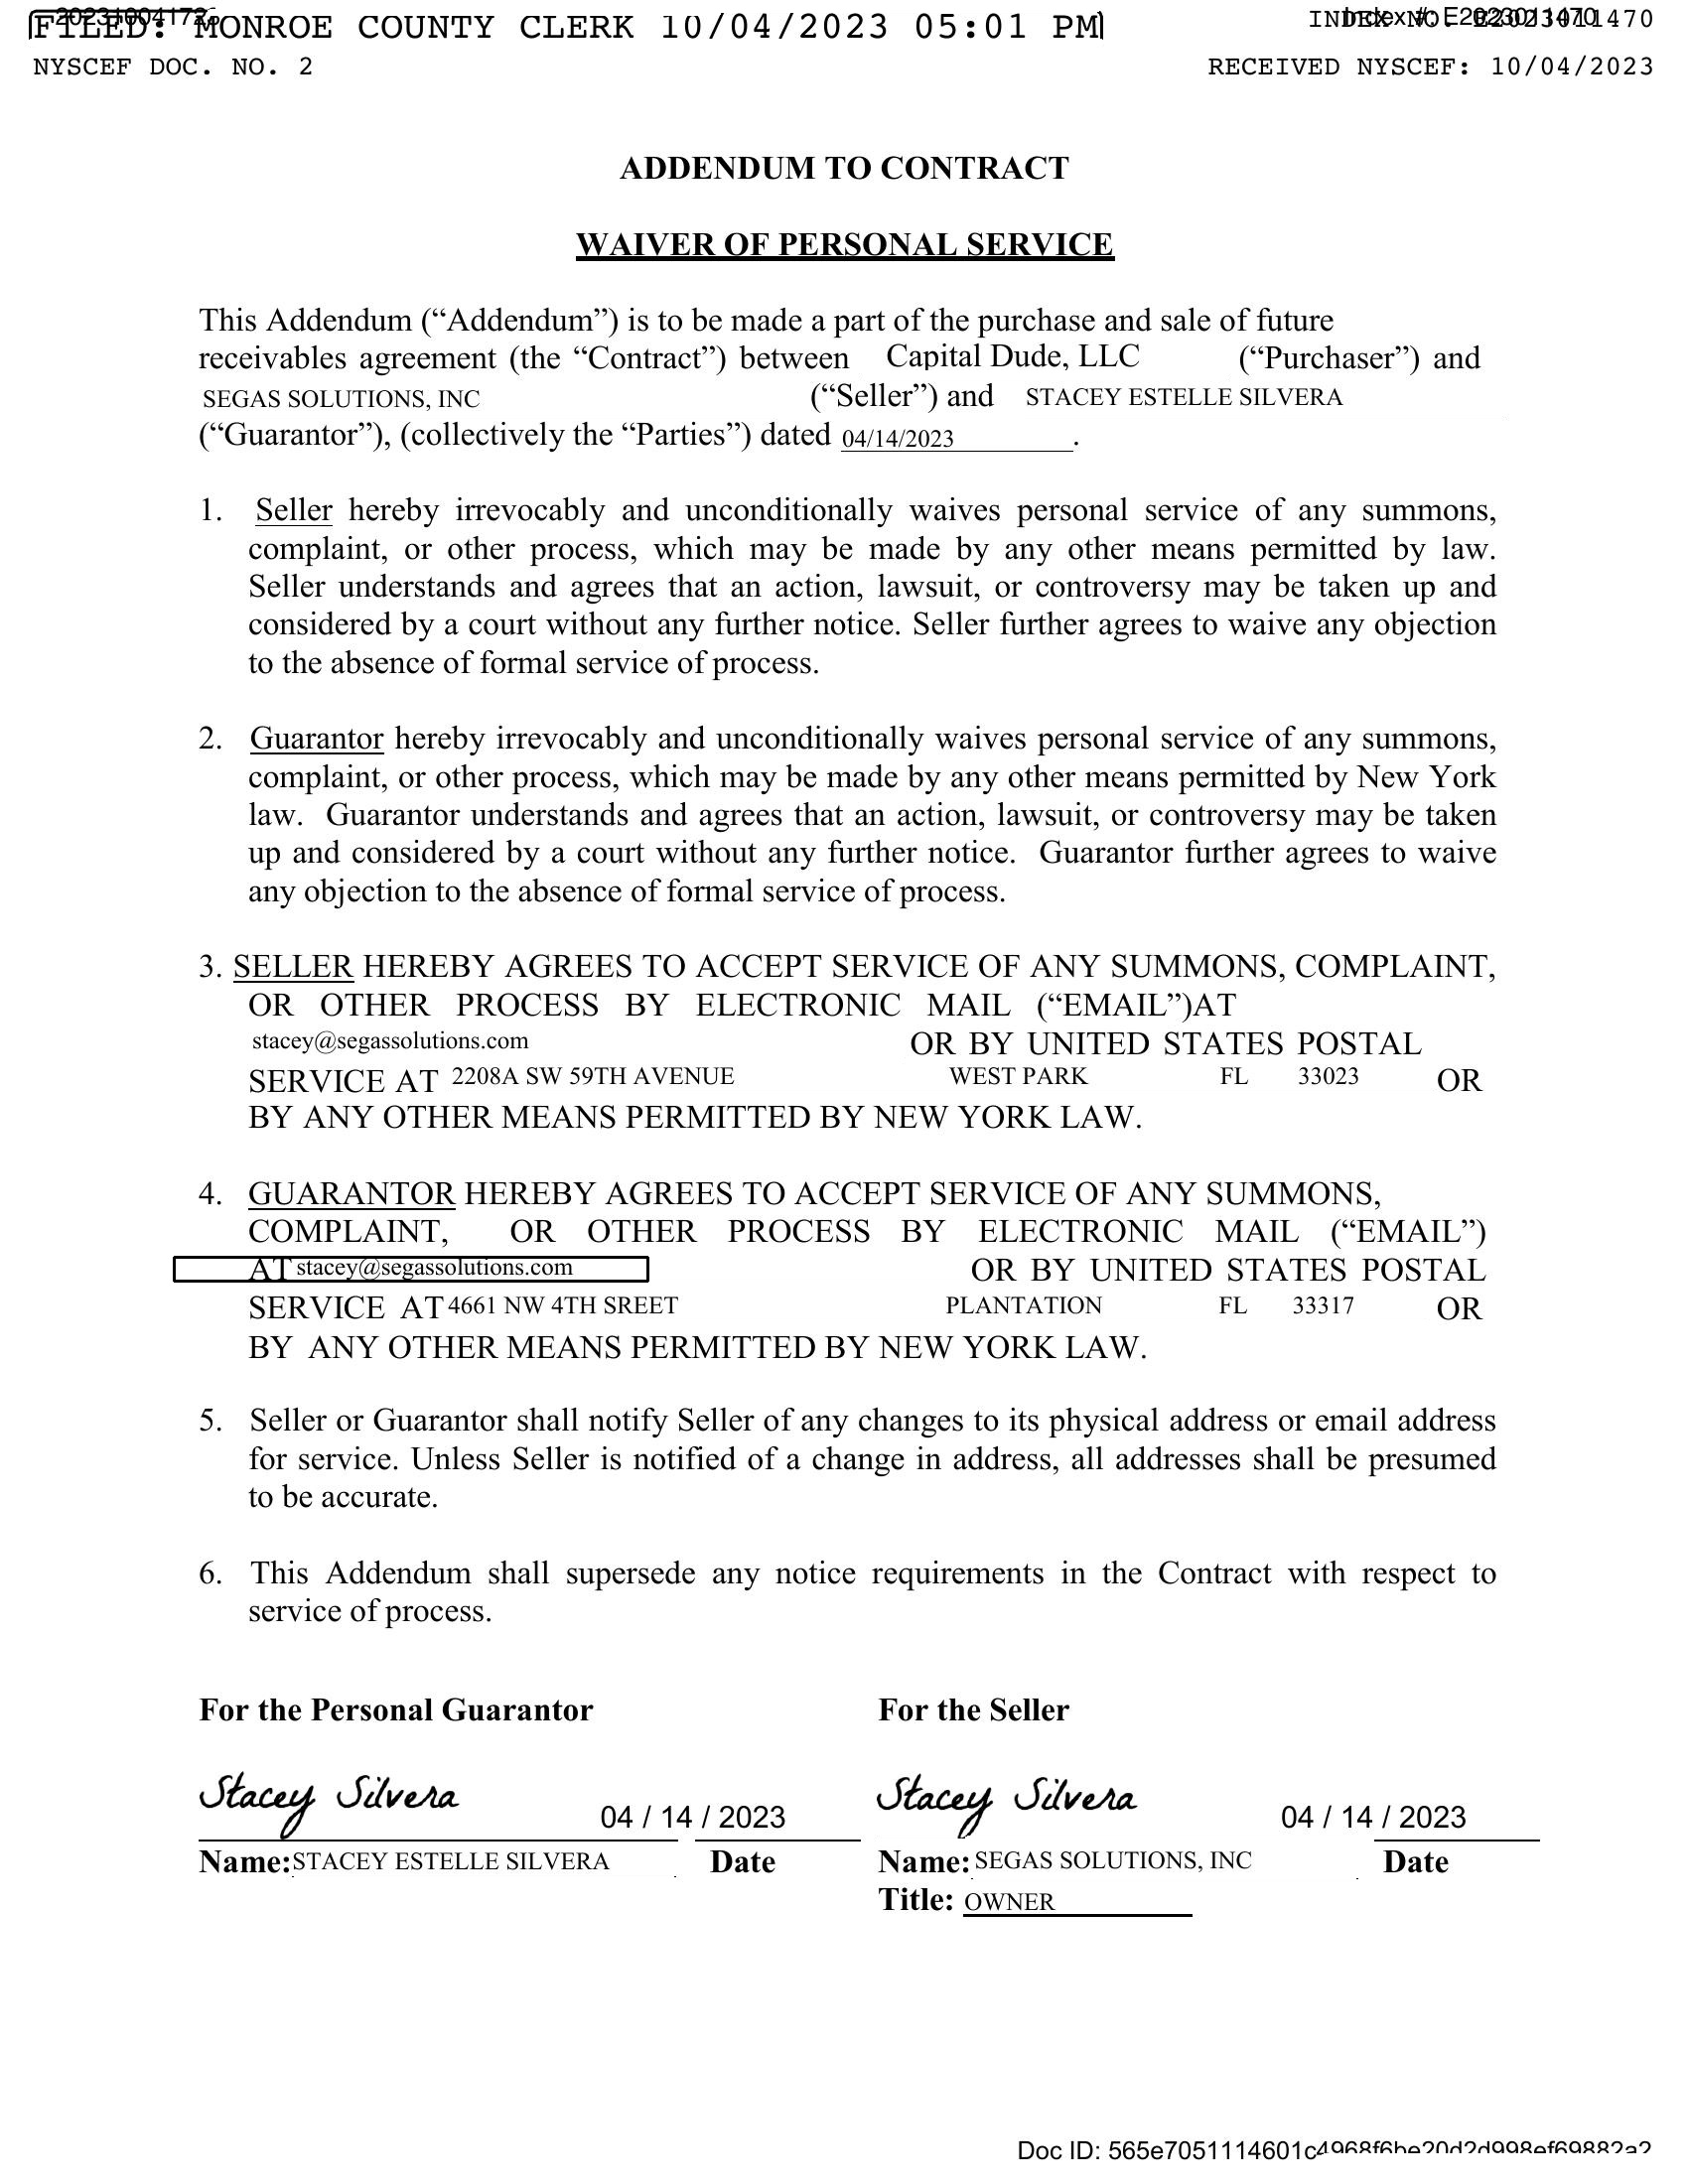 FILED: MONROE COUNTY CLERK 10/04/2023 05:01 PM
INDEX NO. E2023011470
NYSCEF DOC. NO. 2
RECEIVED NYSCEF: 10/04/2023
ADDENDUM TO CONTRACT
WAIVER OF PERSONAL SERVICE
This Addendum (“Addendum”) is to be made a part of the purchase and sale of future
receivables agreement (the “Contract”) between Capital Dude, LLC (“Purchaser”) and
SEGAS SOLUTIONS, INC (“Seller”) and STACEY ESTELLE SILVERA
(“Guarantor”), (collectively the “Parties”) dated 04/14/2023.
1. Seller hereby irrevocably and unconditionally waives personal service of any summons,
complaint, or other process, which may be made by any other means permitted by law.
Seller understands and agrees that an action, lawsuit, or controversy may be taken up and
considered by a court without any further notice. Seller further agrees to waive any objection
to the absence of formal service of process.
2. Guarantor hereby irrevocably and unconditionally waives personal service of any summons,
complaint, or other process, which may be made by any other means permitted by New York
law. Guarantor understands and agrees that an action, lawsuit, or controversy may be taken
up and considered by a court without any further notice. Guarantor further agrees to waive
any objection to the absence of formal service of process.
3. SELLER HEREBY AGREES TO ACCEPT SERVICE OF ANY SUMMONS, COMPLAINT,
OR OTHER PROCESS BY ELECTRONIC MAIL (“EMAIL”)AT
stacey@segassolutions.com OR BY UNITED STATES POSTAL
SERVICE AT 2208A SW 59TH AVENUE WEST PARK FL 33023 OR
BY ANY OTHER MEANS PERMITTED BY NEW YORK LAW.
4. GUARANTOR HEREBY AGREES TO ACCEPT SERVICE OF ANY SUMMONS,
COMPLAINT, OR OTHER PROCESS BY ELECTRONIC MAIL (“EMAIL”)
AT stacey@segassolutions.com OR BY UNITED STATES POSTAL
SERVICE AT 4661 NW 4TH SREET PLANTATION FL 33317 OR
BY ANY OTHER MEANS PERMITTED BY NEW YORK LAW.
5. Seller or Guarantor shall notify Seller of any changes to its physical address or email address
for service. Unless Seller is notified of a change in address, all addresses shall be presumed
to be accurate.
6. This Addendum shall supersede any notice requirements in the Contract with respect to
service of process.
For the Personal Guarantor For the Seller
Stacey Silvera 04 / 14 / 2023 Stacey Silvera 04 / 14 / 2023
Name: STACEY ESTELLE SILVERA Date Name: SEGAS SOLUTIONS, INC Date
Title: OWNER
Doc ID: 565e7051114601c4968f6be20d2d998ef69882a2